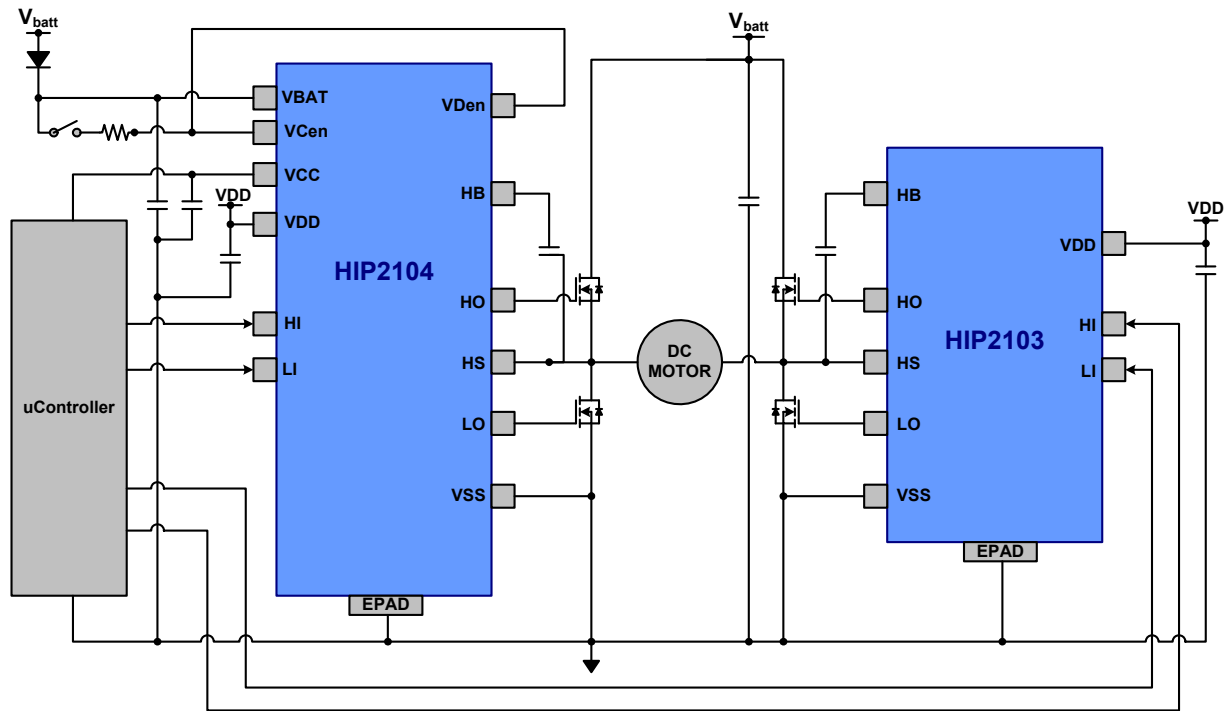 Vbatt
Vbatt
VBAT
VDen
VCen
VCC
VDD
HB
HB
VDD
VDD
VDD
HIP2104
HO
HO
HI
HI
HIP2103
DC
MOTOR
HS
HS
LI
LI
uController
LO
LO
VSS
VSS
EPAD
EPAD